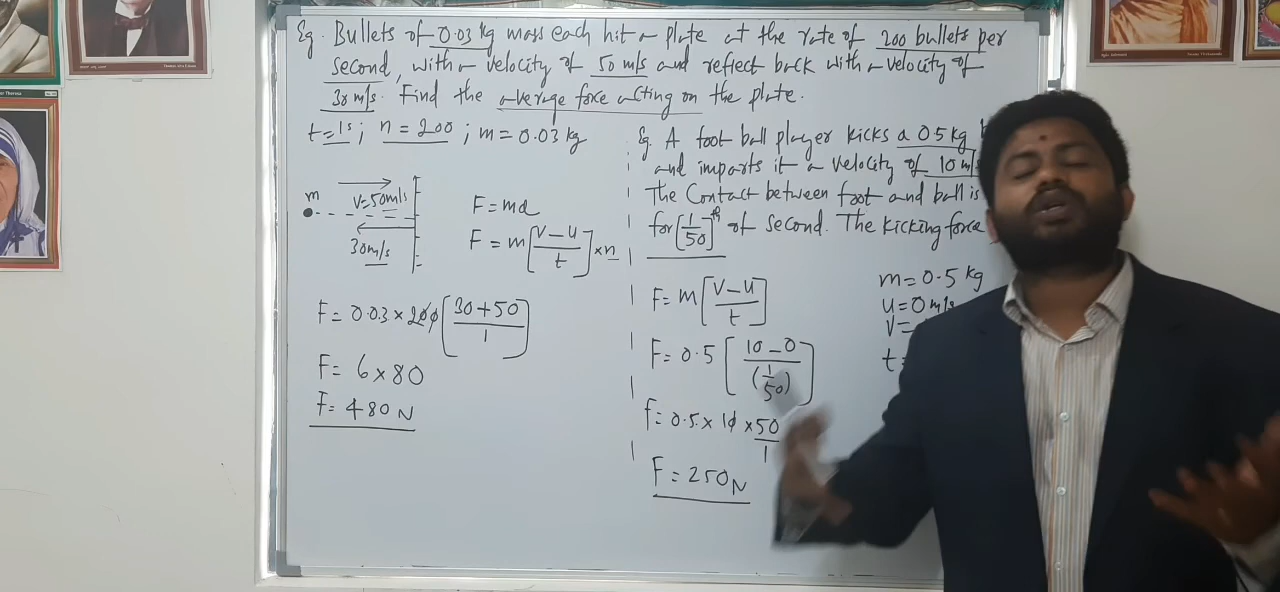 Eg. Bullets of 0.03 kg mass each hit a plate at the rate of 200 bullets per
second, with a velocity of 50 m/s and reflect back with a velocity of
30 m/s. Find the average force acting on the plate.
t=1s; n=200; m=0.03 kg
m
V=50m/s
30m/s
F=ma
F=m[V-u/t]×n
F=0.03×200(30+50/1)
F=6×80
F=480N
Eg. A foot ball player kicks a 0.5 kg
and imparts it a velocity of 10 m/s
The Contact between foot and ball is
for [1/50]th of second. The kicking force
m=0.5 kg
u=0 m/s
V=
t=
F=m[V-u/t]
F=0.5[10-0/(1/50)]
F=0.5×10×50/1
F=250N